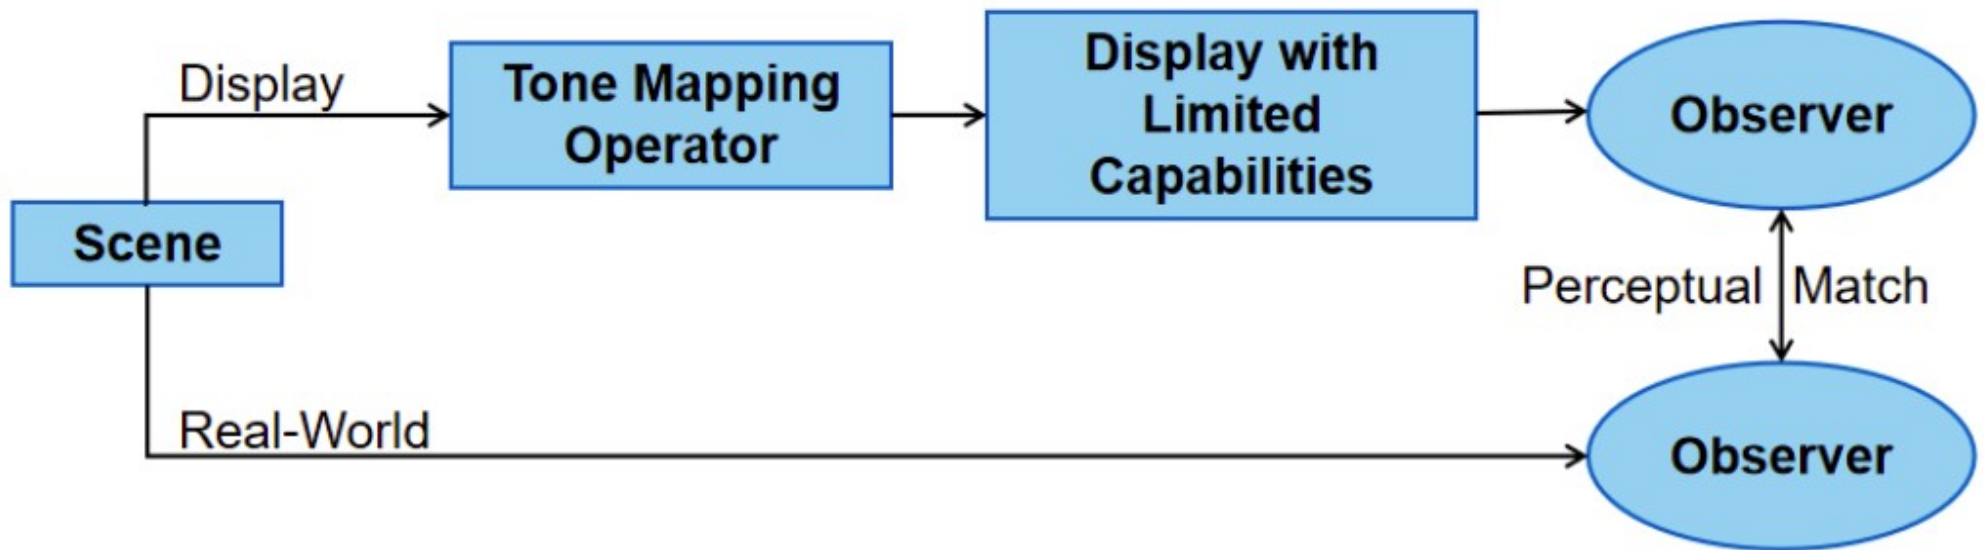 Display
Tone Mapping
Operator
Display with
Limited
Capabilities
Observer
Scene
Perceptual Match
Real-World
Observer